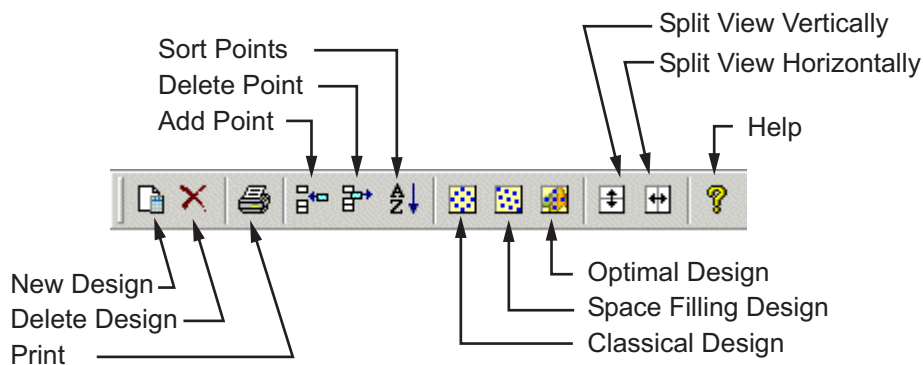 Split View Vertically
Sort Points
Split View Horizontally
Delete Point
Add Point
Help
A
Z
?
New Design
Optimal Design
Delete Design
Space Filling Design
Print
Classical Design